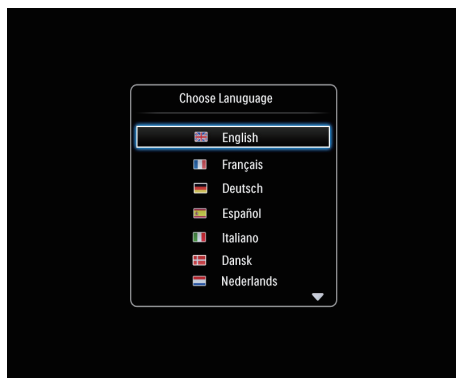 Choose Lanuguage
English
Français
Deutsch
Español
Italiano
Dansk
Nederlands